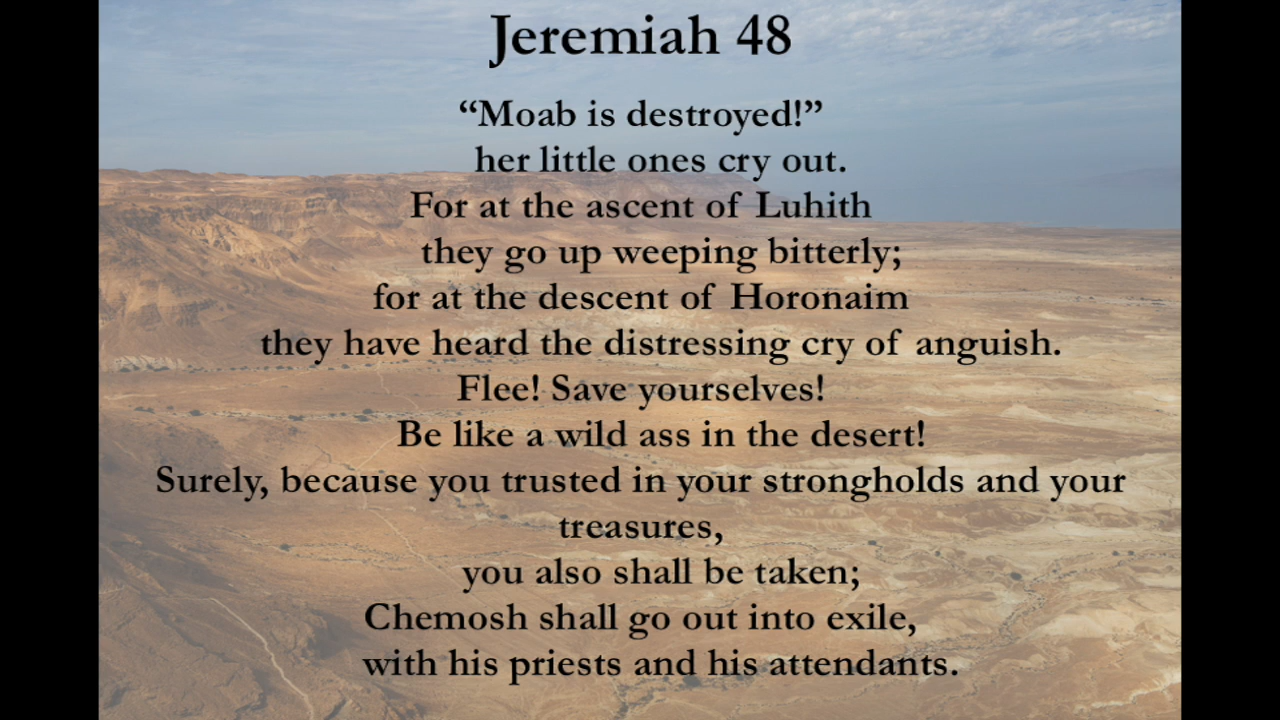 Jeremiah 48
“Moab is destroyed!”
her little ones cry out.
For at the ascent of Luhith
they go up weeping bitterly;
for at the descent of Horonaim
they have heard the distressing cry of anguish.
Flee! Save yourselves!
Be like a wild ass in the desert!
Surely, because you trusted in your strongholds and your
treasures,
you also shall be taken;
Chemosh shall go out into exile,
with his priests and his attendants.